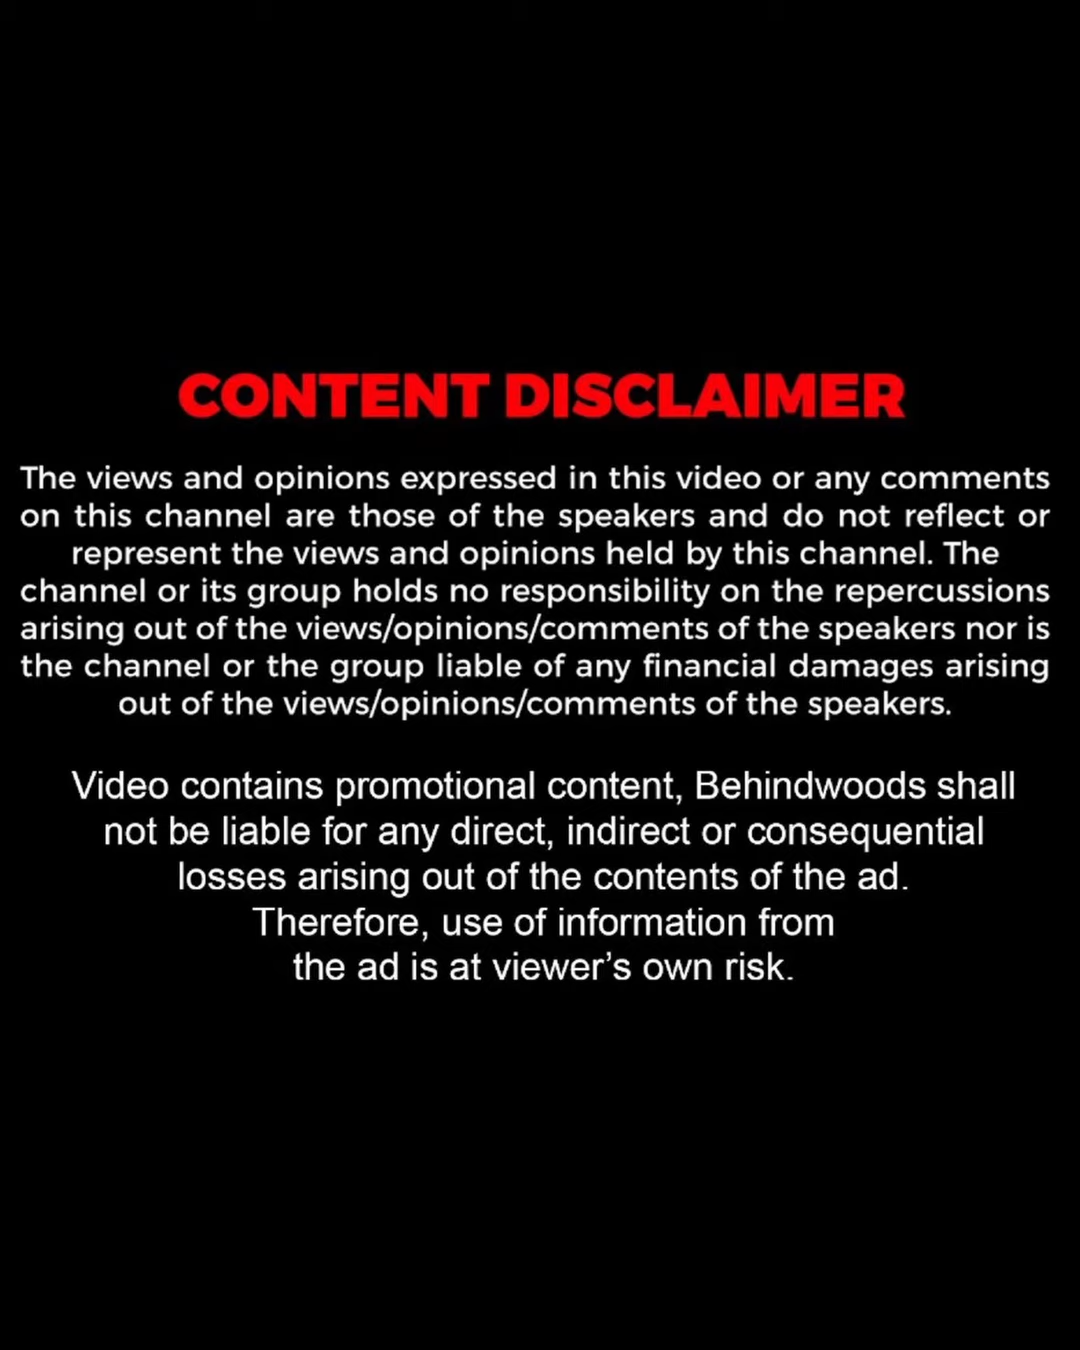 CONTENT DISCLAIMER
The views and opinions expressed in this video or any comments
on this channel are those of the speakers and do not reflect or
represent the views and opinions held by this channel. The
channel or its group holds no responsibility on the repercussions
arising out of the views/opinions/comments of the speakers nor is
the channel or the group liable of any financial damages arising
out of the views/opinions/comments of the speakers.
Video contains promotional content, Behindwoods shall
not be liable for any direct, indirect or consequential
losses arising out of the contents of the ad.
Therefore, use of information from
the ad is at viewer’s own risk.